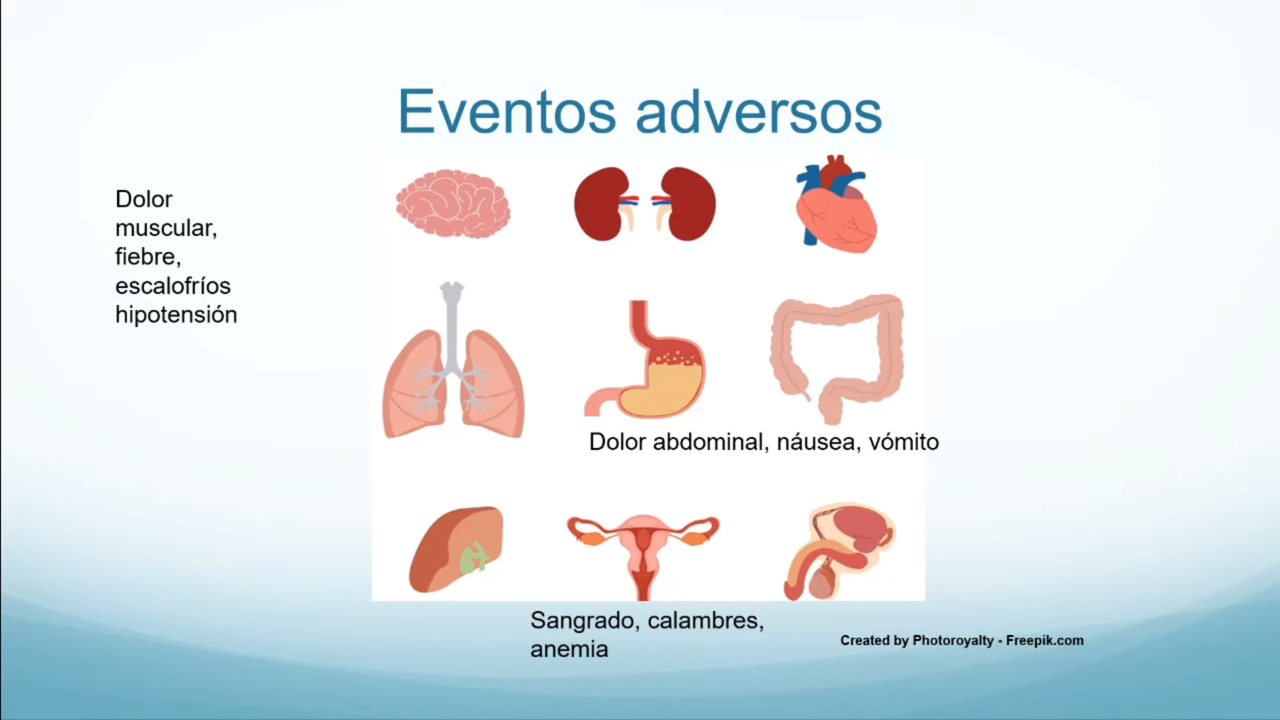 Eventos adversos
Dolor
muscular,
fiebre,
escalofríos
hipotensión
Dolor abdominal, náusea, vómito
Sangrado, calambres,
anemia
Created by Photoroyalty - Freepik.com